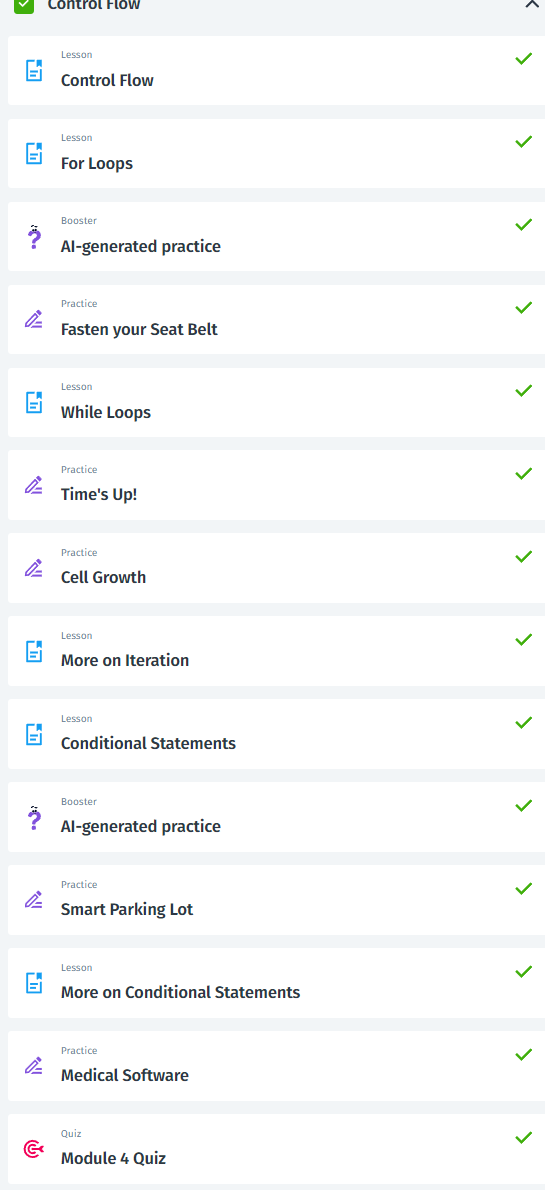 Control Flow
Lesson
Control Flow
Lesson
For Loops
Booster
AI-generated practice
Practice
Fasten your Seat Belt
Lesson
While Loops
Practice
Time's Up!
Practice
Cell Growth
Lesson
More on Iteration
Lesson
Conditional Statements
Booster
AI-generated practice
Practice
Smart Parking Lot
Lesson
More on Conditional Statements
Practice
Medical Software
Quiz
Module 4 Quiz